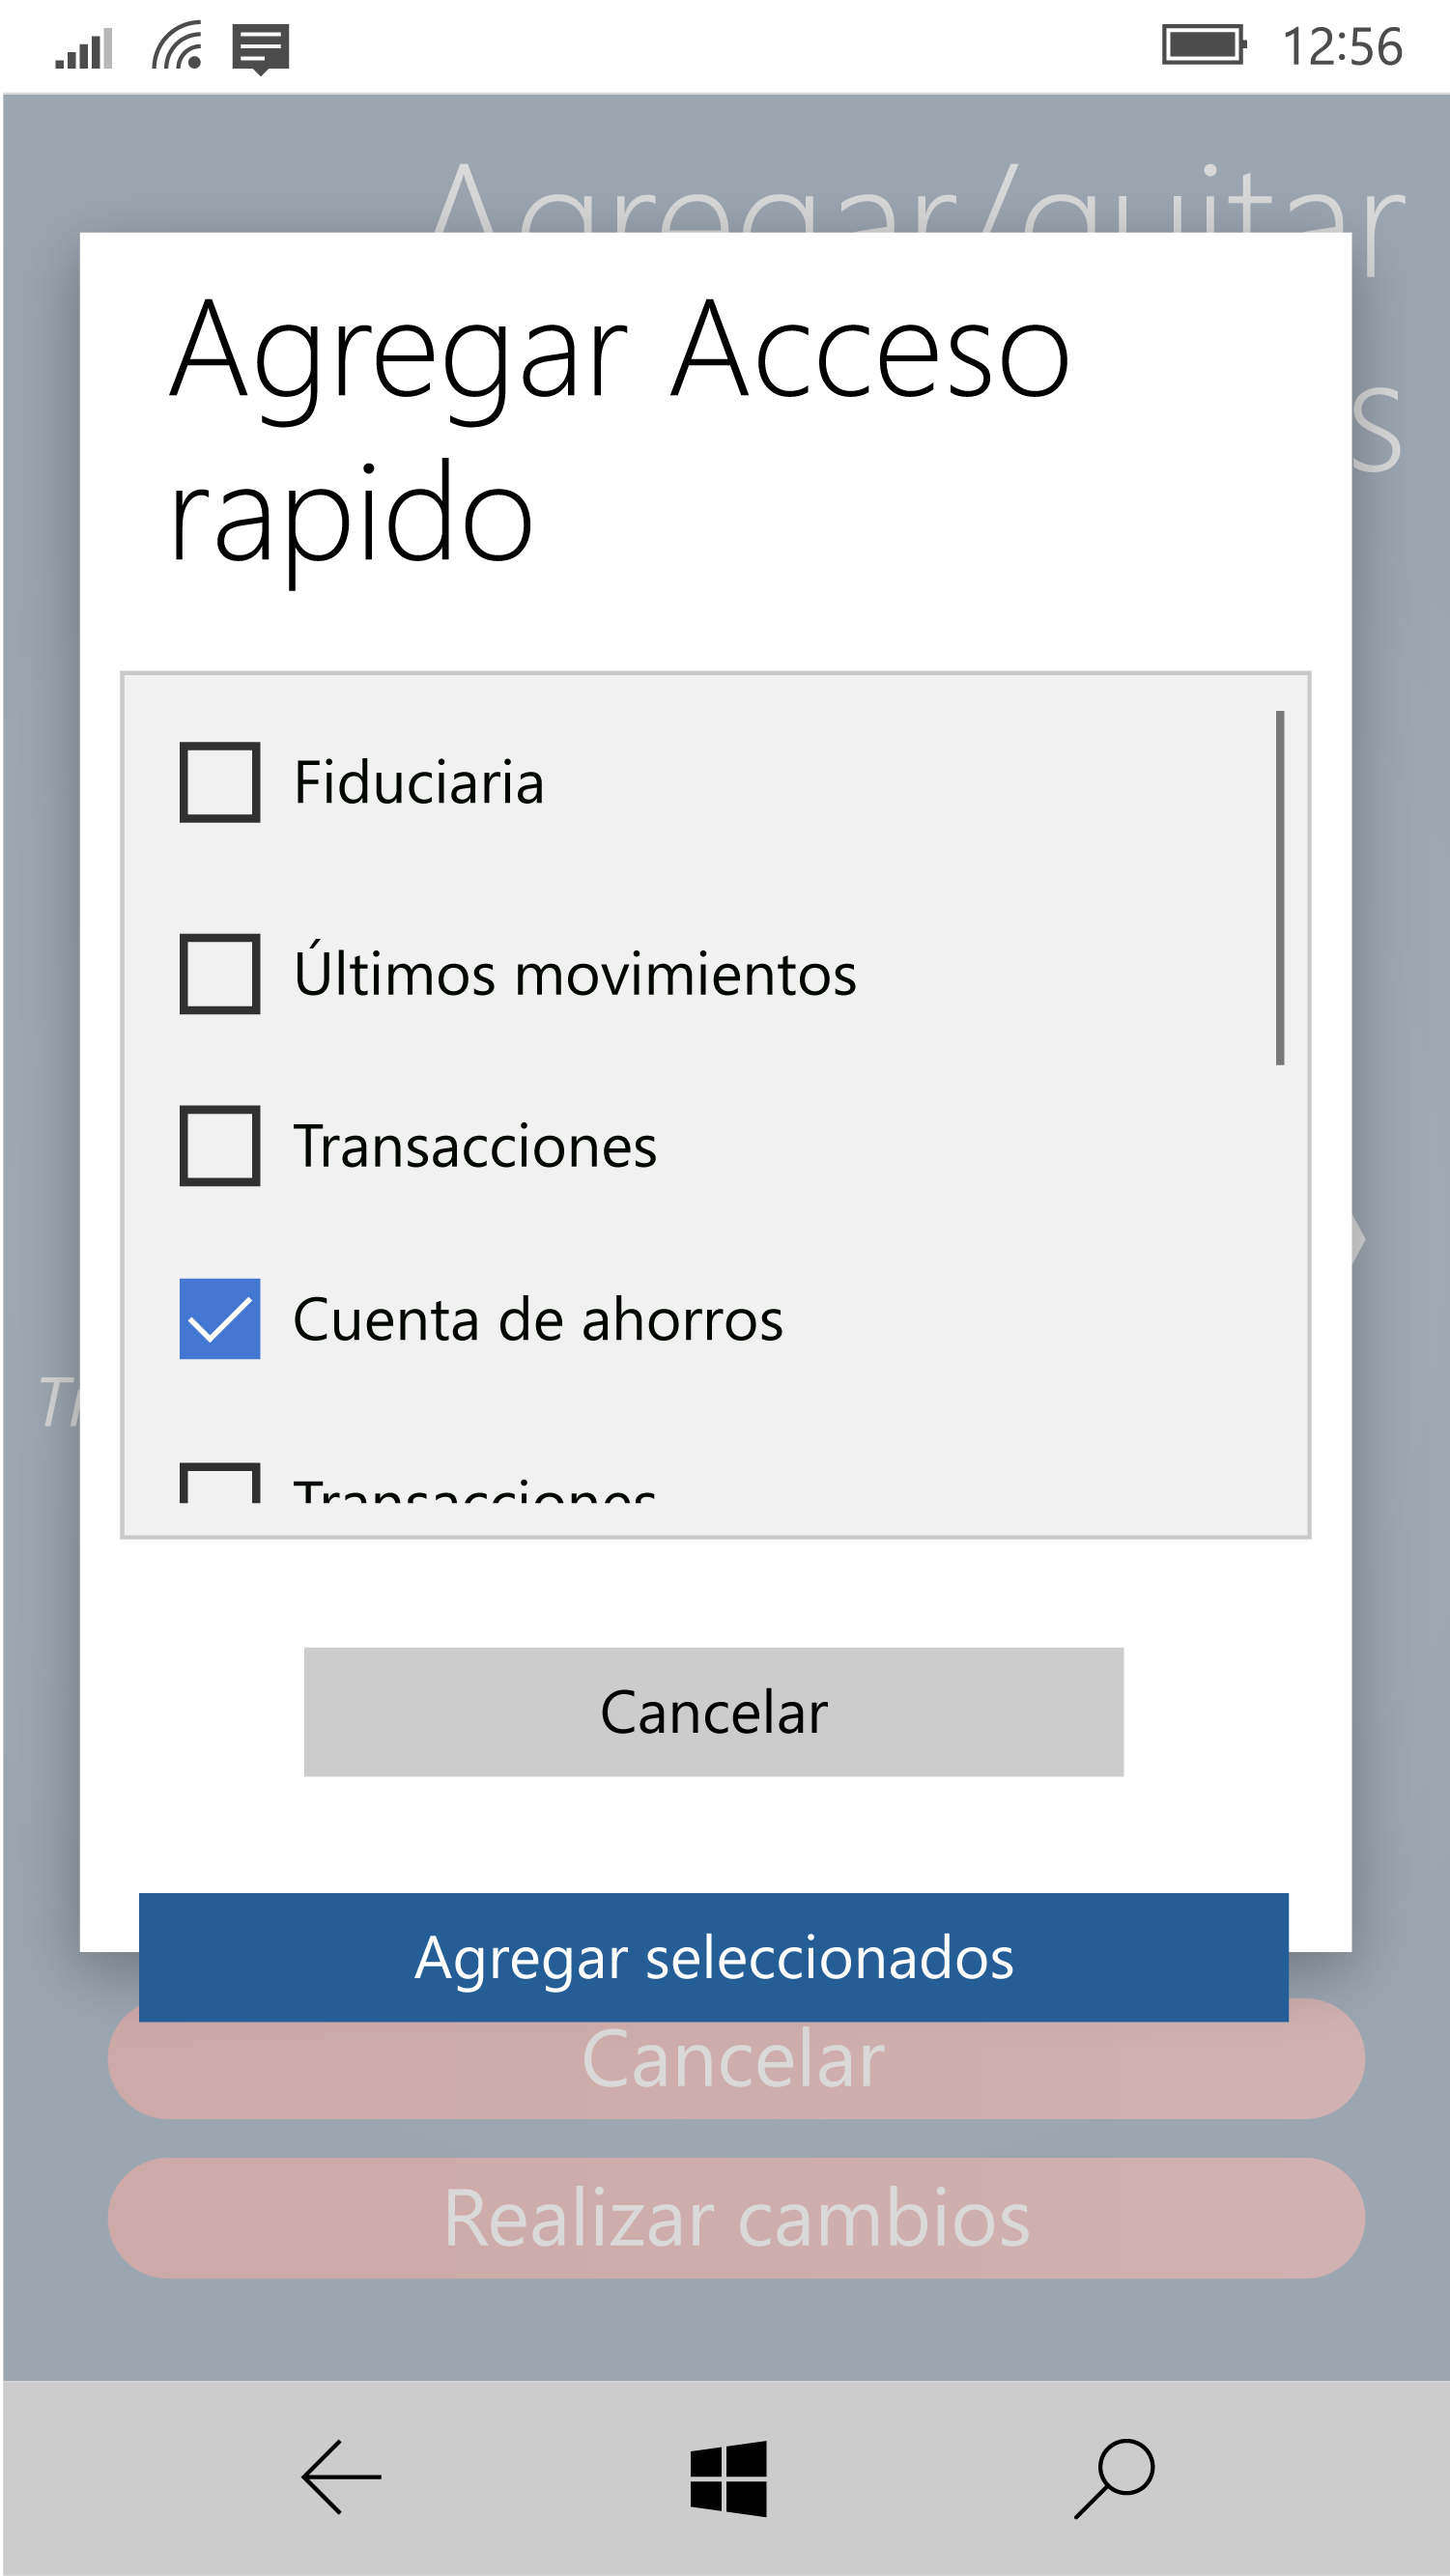 12:56
Agregar/quitar
s
Agregar Acceso
rapido
Fiduciaria
Últimos movimientos
Transacciones
Cuenta de ahorros
Transacciones
Cancelar
Agregar seleccionados
Cancelar
Realizar cambios